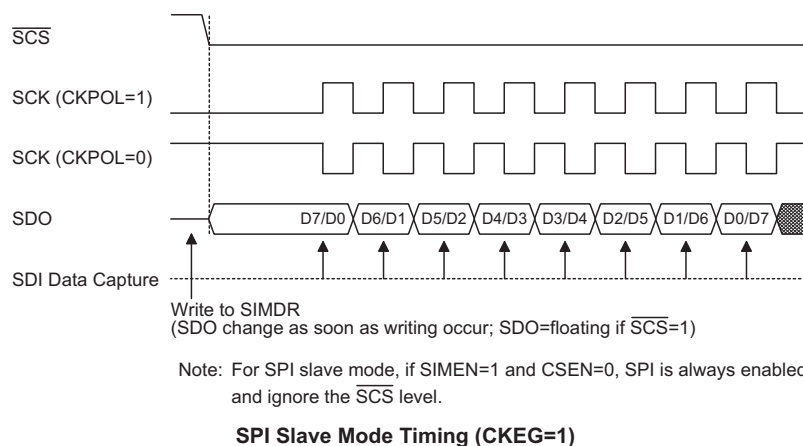 SCS
SCK (CKPOL=1)
SCK (CKPOL=0)
SDO D7/D0 D6/D1 D5/D2 D4/D3 D3/D4 D2/D5 D1/D6 D0/D7
SDI Data Capture
Write to SIMDR
(SDO change as soon as writing occur; SDO=floating if SCS=1)
Note: For SPI slave mode, if SIMEN=1 and CSEN=0, SPI is always enabled
and ignore the SCS level.
SPI Slave Mode Timing (CKEG=1)